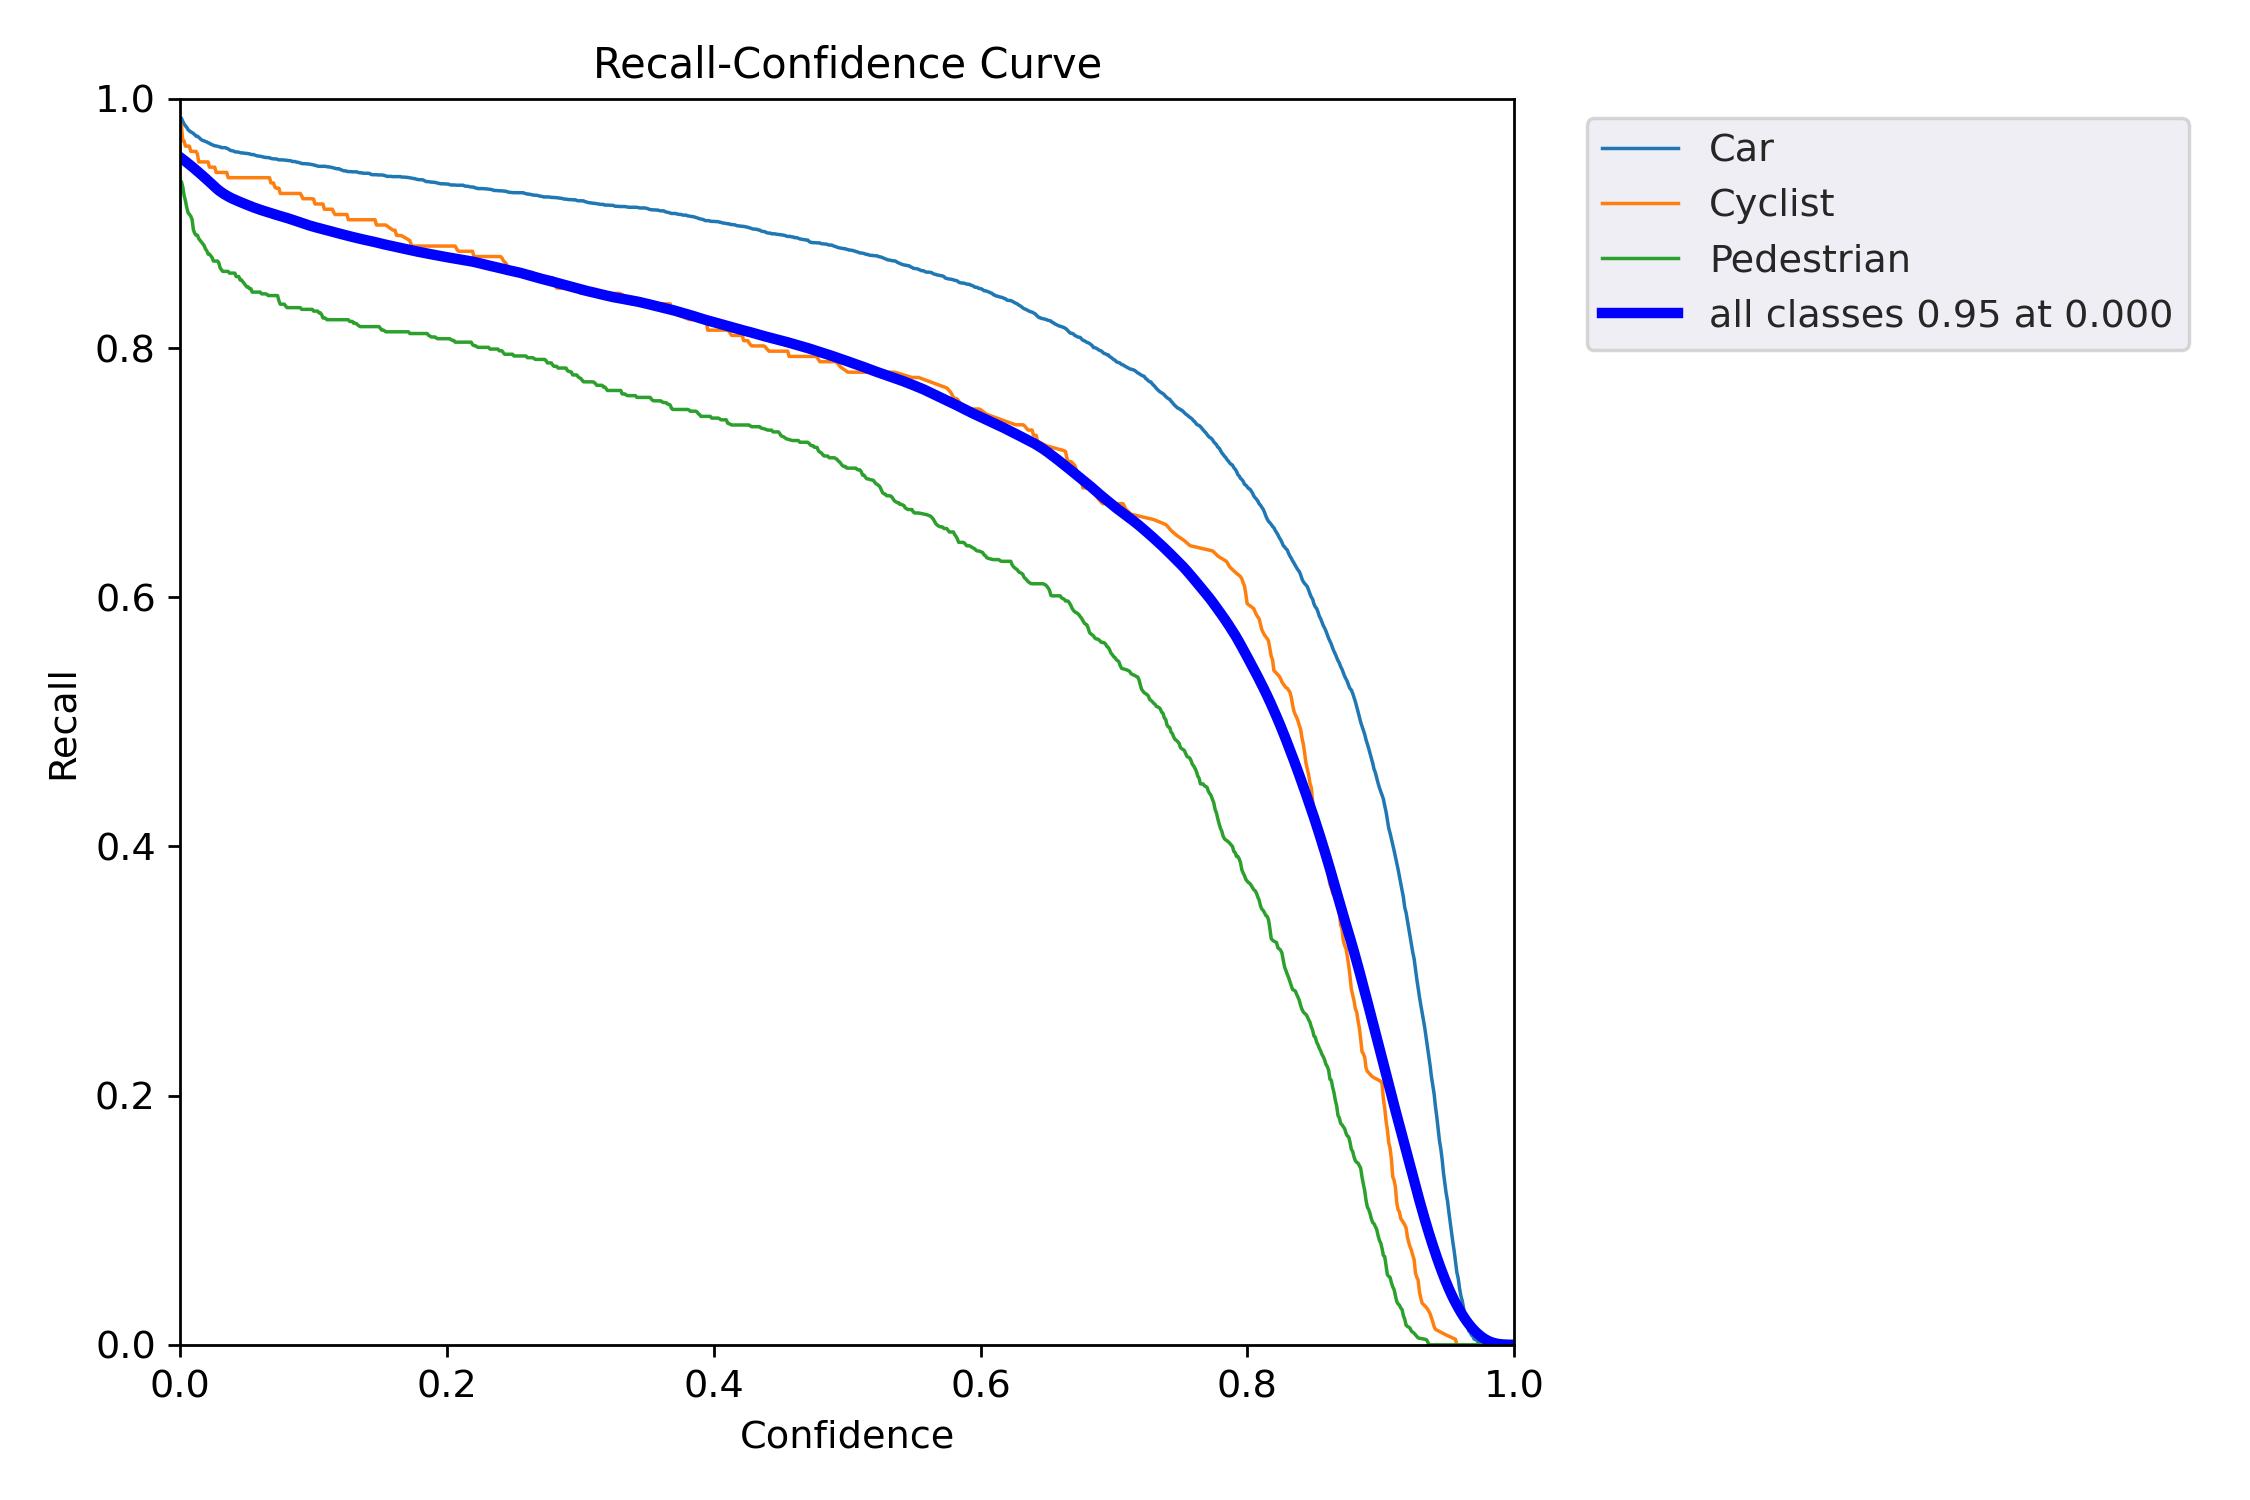 Recall-Confidence Curve
1.0
0.8
0.6
0.4
0.2
0.0
Recall
0.0 0.2 0.4 0.6 0.8 1.0
Confidence
Car
Cyclist
Pedestrian
all classes 0.95 at 0.000